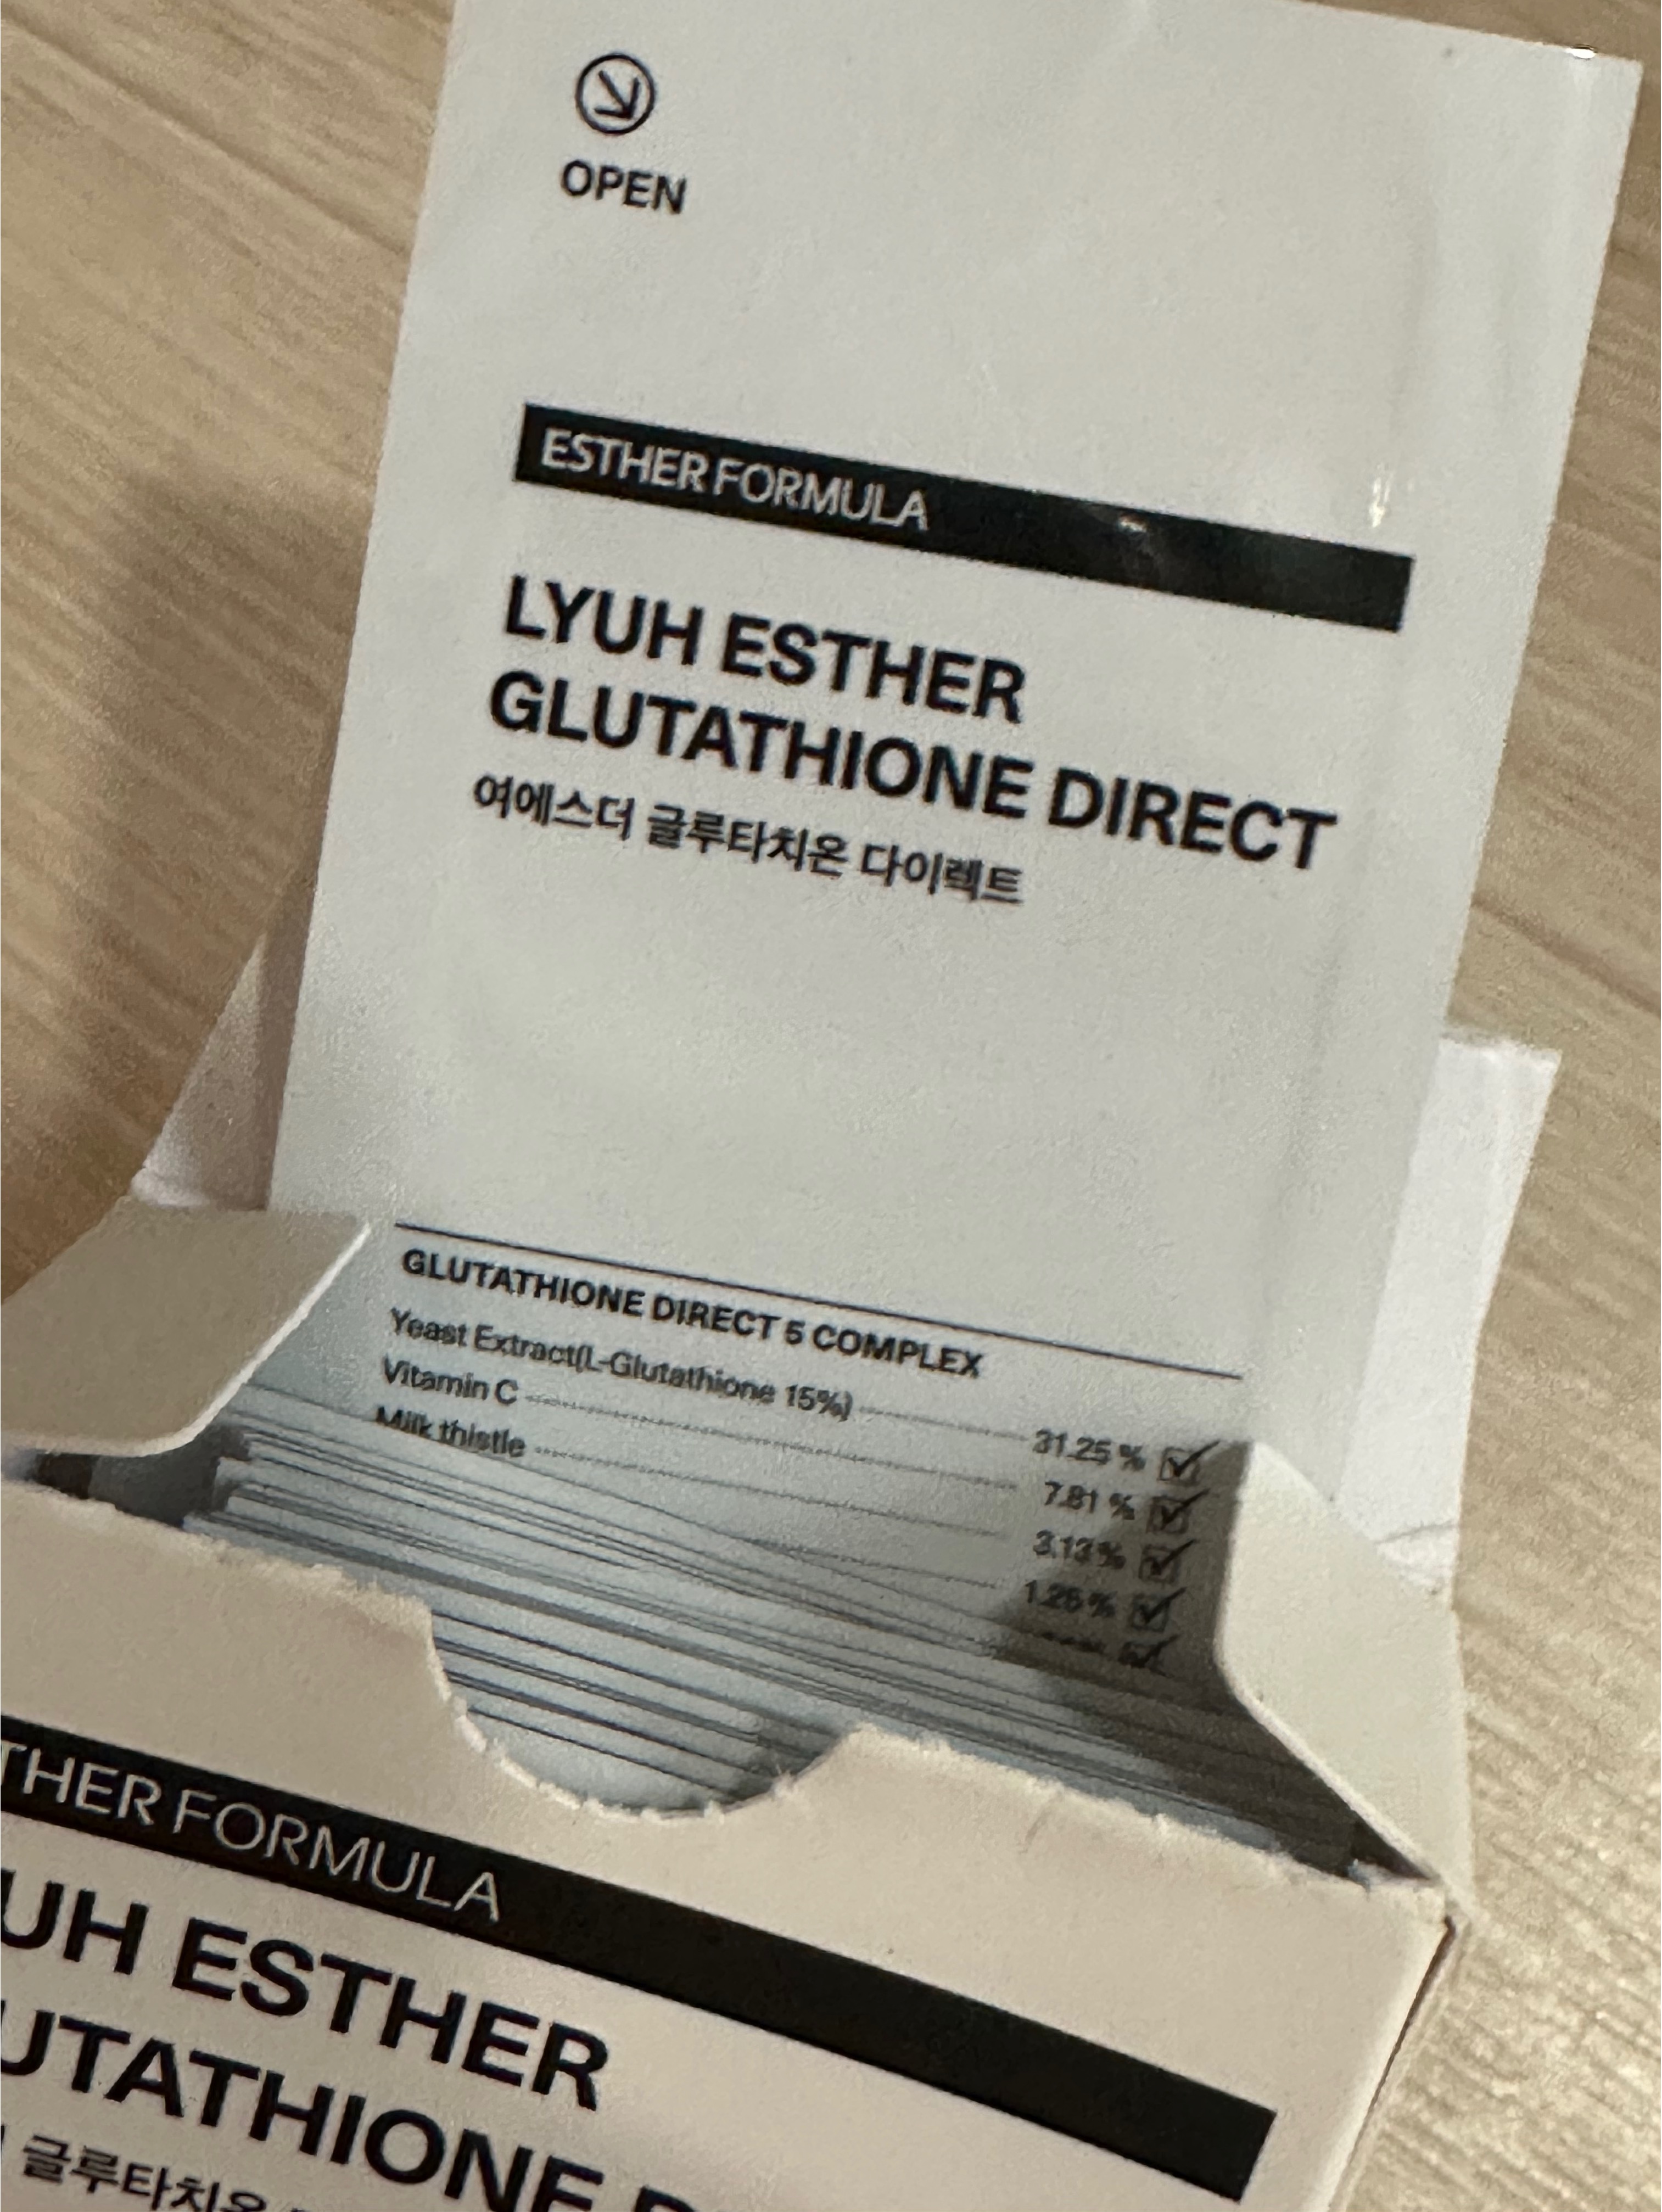 OPEN
ESTHER FORMULA
LYUH ESTHER
GLUTATHIONE DIRECT
여에스더 글루타치온 다이렉트
GLUTATHIONE DIRECT 5 COMPLEX
Yeast Extract(L-Glutathione 15%) 31.25 %
Vitamin C 7.81 %
Milk thistle 3.13 %
1.25 %
THER FORMULA
UH ESTHER
UTATHIONE
글루타치온